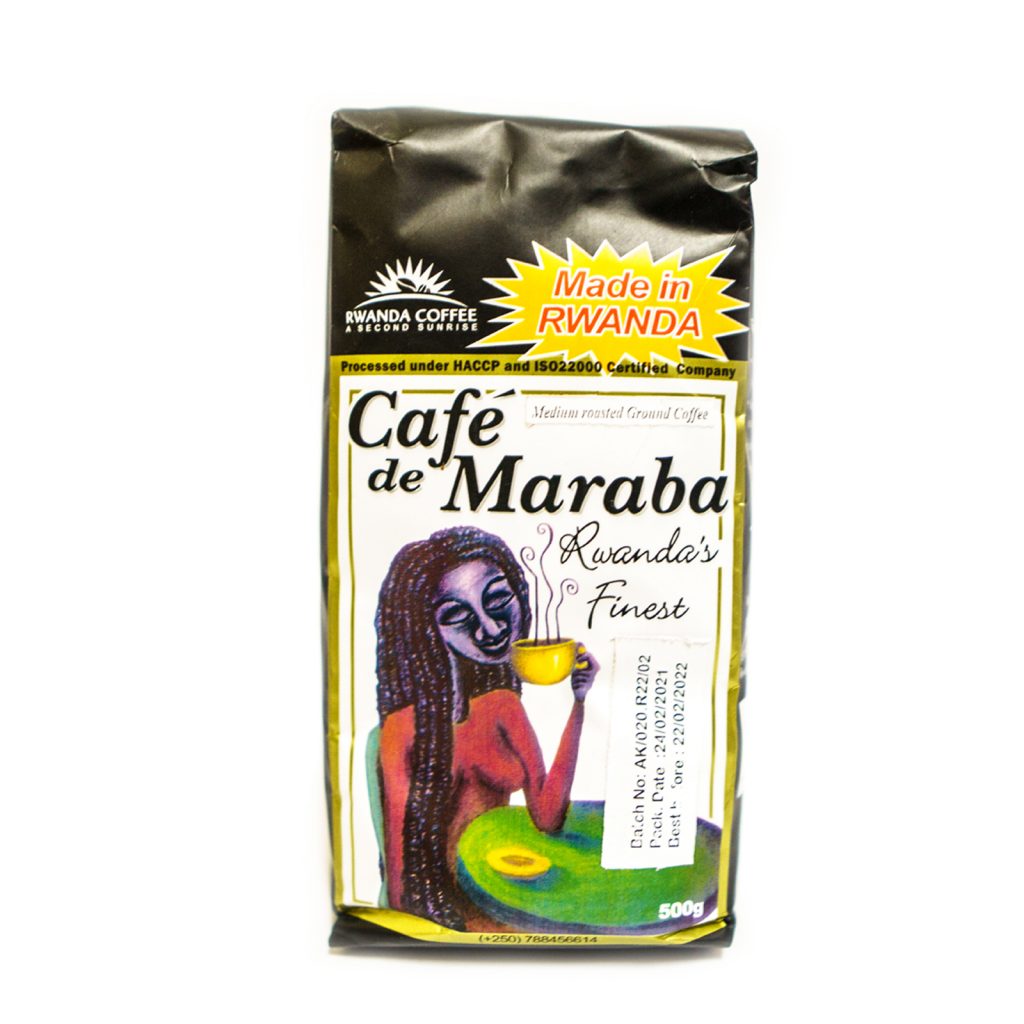 Made in
RWANDA
RWANDA COFFEE
A SECOND SUNRISE
Processed under HACCP and ISO22000 Certified Company
Café
Medium roasted Ground Coffee
de Maraba
Rwanda's
Finest
Batch No: AK/020.R22/02
Pack. Date :24/02/2021
Best ore : 22/02/2022
500g
(+250) 788456614